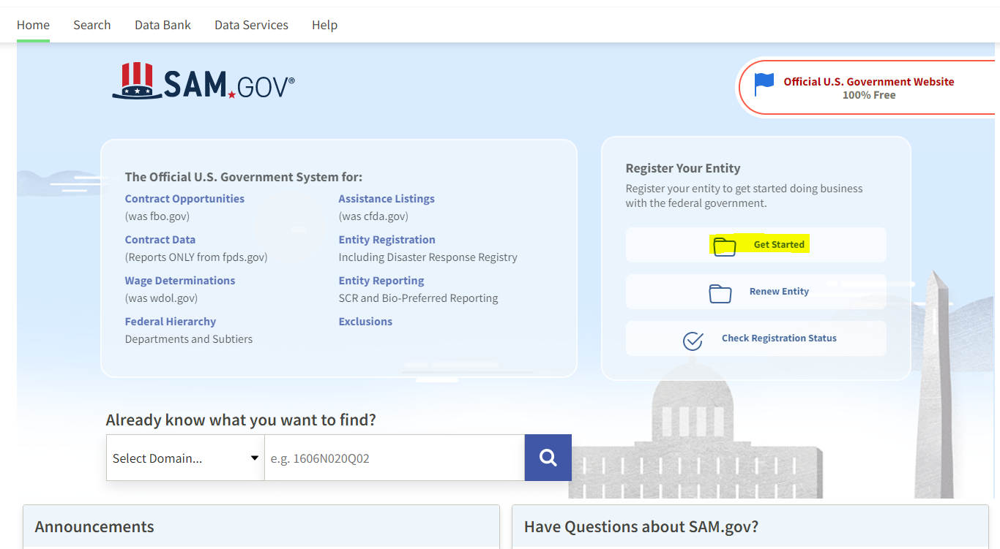 Home Search Data Bank Data Services Help
SAM.GOV®
Official U.S. Government Website
100% Free
The Official U.S. Government System for:
Contract Opportunities
(was fbo.gov)
Contract Data
(Reports ONLY from fpds.gov)
Wage Determinations
(was wdol.gov)
Federal Hierarchy
Departments and Subtiers
Assistance Listings
(was cfda.gov)
Entity Registration
Including Disaster Response Registry
Entity Reporting
SCR and Bio-Preferred Reporting
Exclusions
Register Your Entity
Register your entity to get started doing business
with the federal government.
Get Started
Renew Entity
Check Registration Status
Already know what you want to find?
Select Domain... e.g. 1606N020Q02
Announcements
Have Questions about SAM.gov?